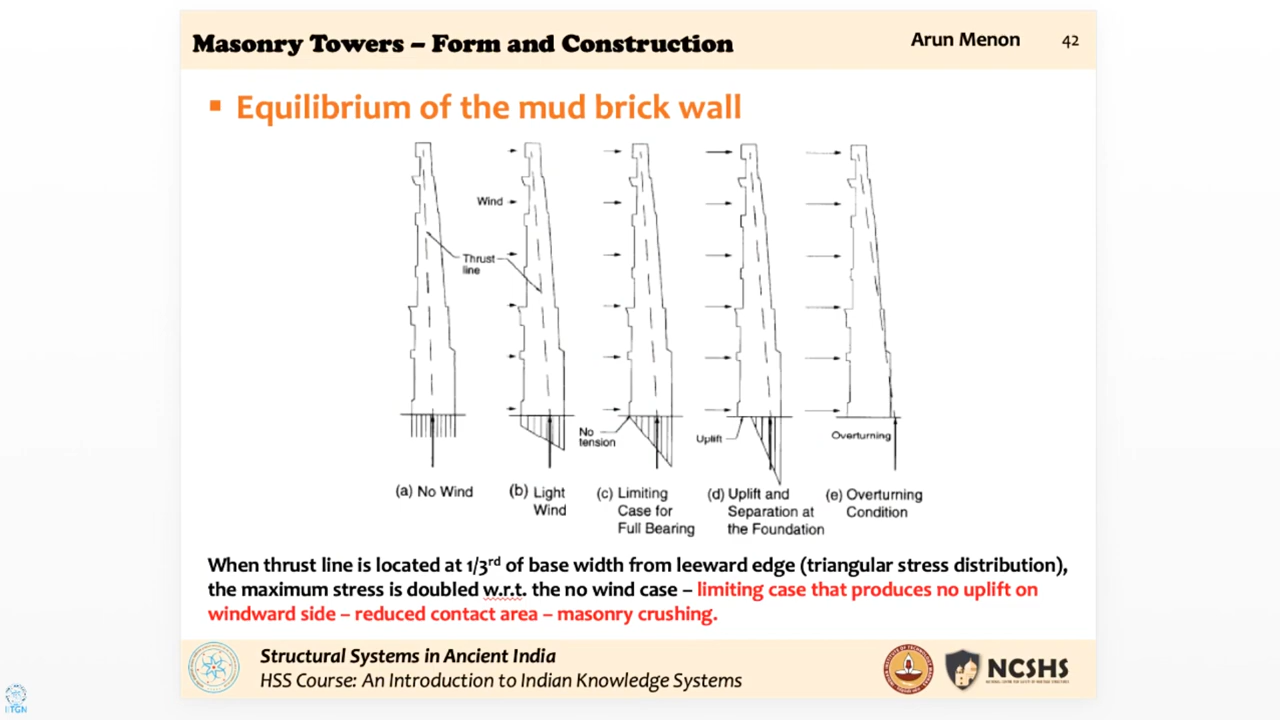 Masonry Towers – Form and Construction
Arun Menon
42
▪ Equilibrium of the mud brick wall
Wind
Thrust
line
No
tension
Uplift
Overturning
(a) No Wind
(b) Light
Wind
(c) Limiting
Case for
Full Bearing
(d) Uplift and
Separation at
the Foundation
(e) Overturning
Condition
When thrust line is located at 1/3rd of base width from leeward edge (triangular stress distribution),
the maximum stress is doubled w.r.t. the no wind case – limiting case that produces no uplift on
windward side – reduced contact area – masonry crushing.
Structural Systems in Ancient India
HSS Course: An Introduction to Indian Knowledge Systems
NCSHS
IITGN